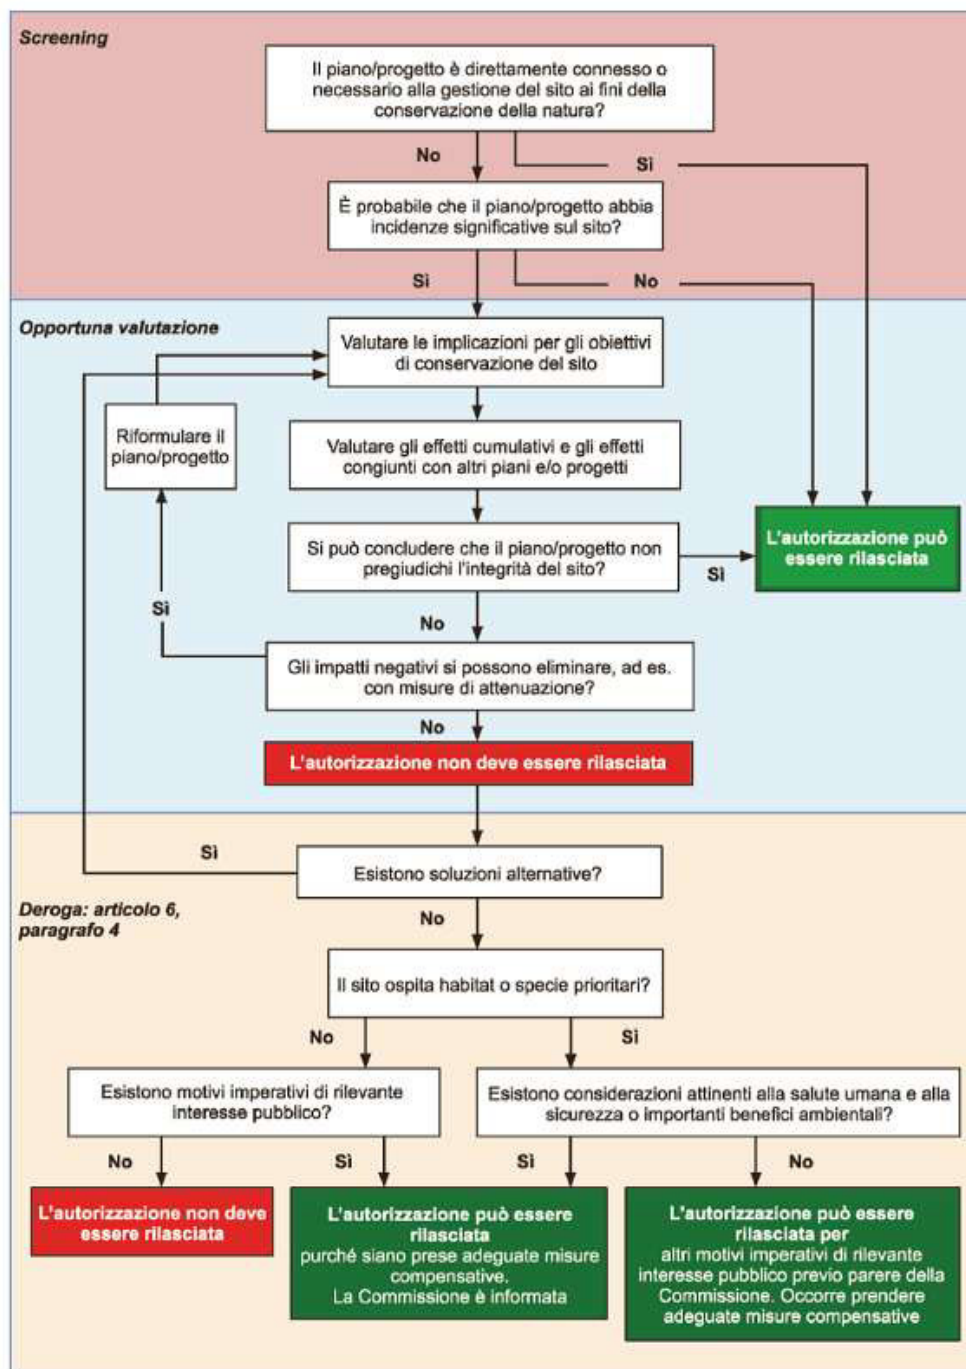 Screening
Il piano/progetto è direttamente connesso o
necessario alla gestione del sito ai fini della
conservazione della natura?
No
Sì
È probabile che il piano/progetto abbia
incidenze significative sul sito?
Sì
No
Opportuna valutazione
Valutare le implicazioni per gli obiettivi
di conservazione del sito
Riformulare il
piano/progetto
Valutare gli effetti cumulativi e gli effetti
congiunti con altri piani e/o progetti
Si può concludere che il piano/progetto non
pregiudichi l'integrità del sito?
Sì
L'autorizzazione può
essere rilasciata
Sì
No
Gli impatti negativi si possono eliminare, ad es.
con misure di attenuazione?
No
L'autorizzazione non deve essere rilasciata
Sì
Esistono soluzioni alternative?
Deroga: articolo 6,
paragrafo 4
No
Il sito ospita habitat o specie prioritari?
No
Sì
Esistono motivi imperativi di rilevante
interesse pubblico?
Esistono considerazioni attinenti alla salute umana e alla
sicurezza o importanti benefici ambientali?
No
Sì
Sì
No
L'autorizzazione non deve
essere rilasciata
L'autorizzazione può essere
rilasciata
purché siano prese adeguate misure
compensative.
La Commissione è informata
L'autorizzazione può essere
rilasciata per
altri motivi imperativi di rilevante
interesse pubblico previo parere della
Commissione. Occorre prendere
adeguate misure compensative